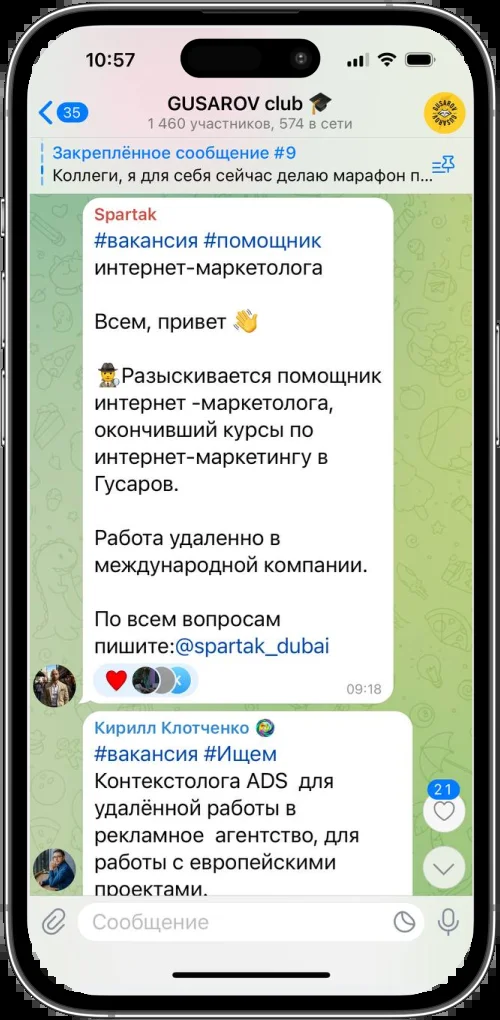 10:57
35
GUSAROV club 🎓
1 460 участников, 574 в сети
Закреплённое сообщение #9
Коллеги, я для себя сейчас делаю марафон п...
Spartak
#вакансия #помощник
интернет-маркетолога
Всем, привет 👋
🕵️Разыскивается помощник
интернет -маркетолога,
окончивший курсы по
интернет-маркетингу в
Гусаров.
Работа удаленно в
международной компании.
По всем вопросам
пишите:@spartak_dubai
09:18
Кирилл Клотченко
#вакансия #Ищем
Контекстолога ADS для
удалённой работы в
рекламное агентство, для
работы с европейскими
проектами.
21
Сообщение